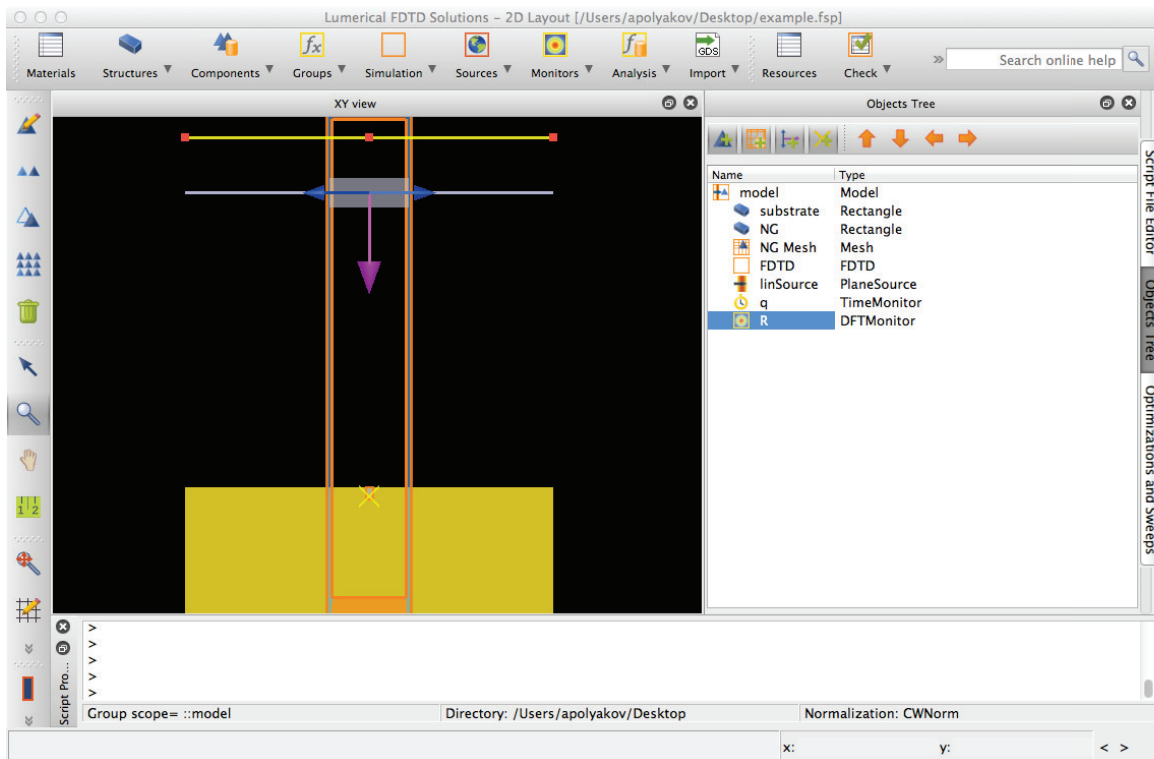 Lumerical FDTD Solutions - 2D Layout [/Users/apolyakov/Desktop/example.fsp]
fx
GDS
Materials Structures Components Groups Simulation Sources Monitors Analysis Import Resources Check » Search online help
XY view
Objects Tree
Name Type
model Model
substrate Rectangle
NG Rectangle
NG Mesh Mesh
FDTD FDTD
linSource PlaneSource
q TimeMonitor
R DFTMonitor
Script File Editor
Objects Tree
Optimizations and Sweeps
1 2
Script Pro...
>
>
>
>
>
Group scope= ::model Directory: /Users/apolyakov/Desktop Normalization: CWNorm
x: y: < >